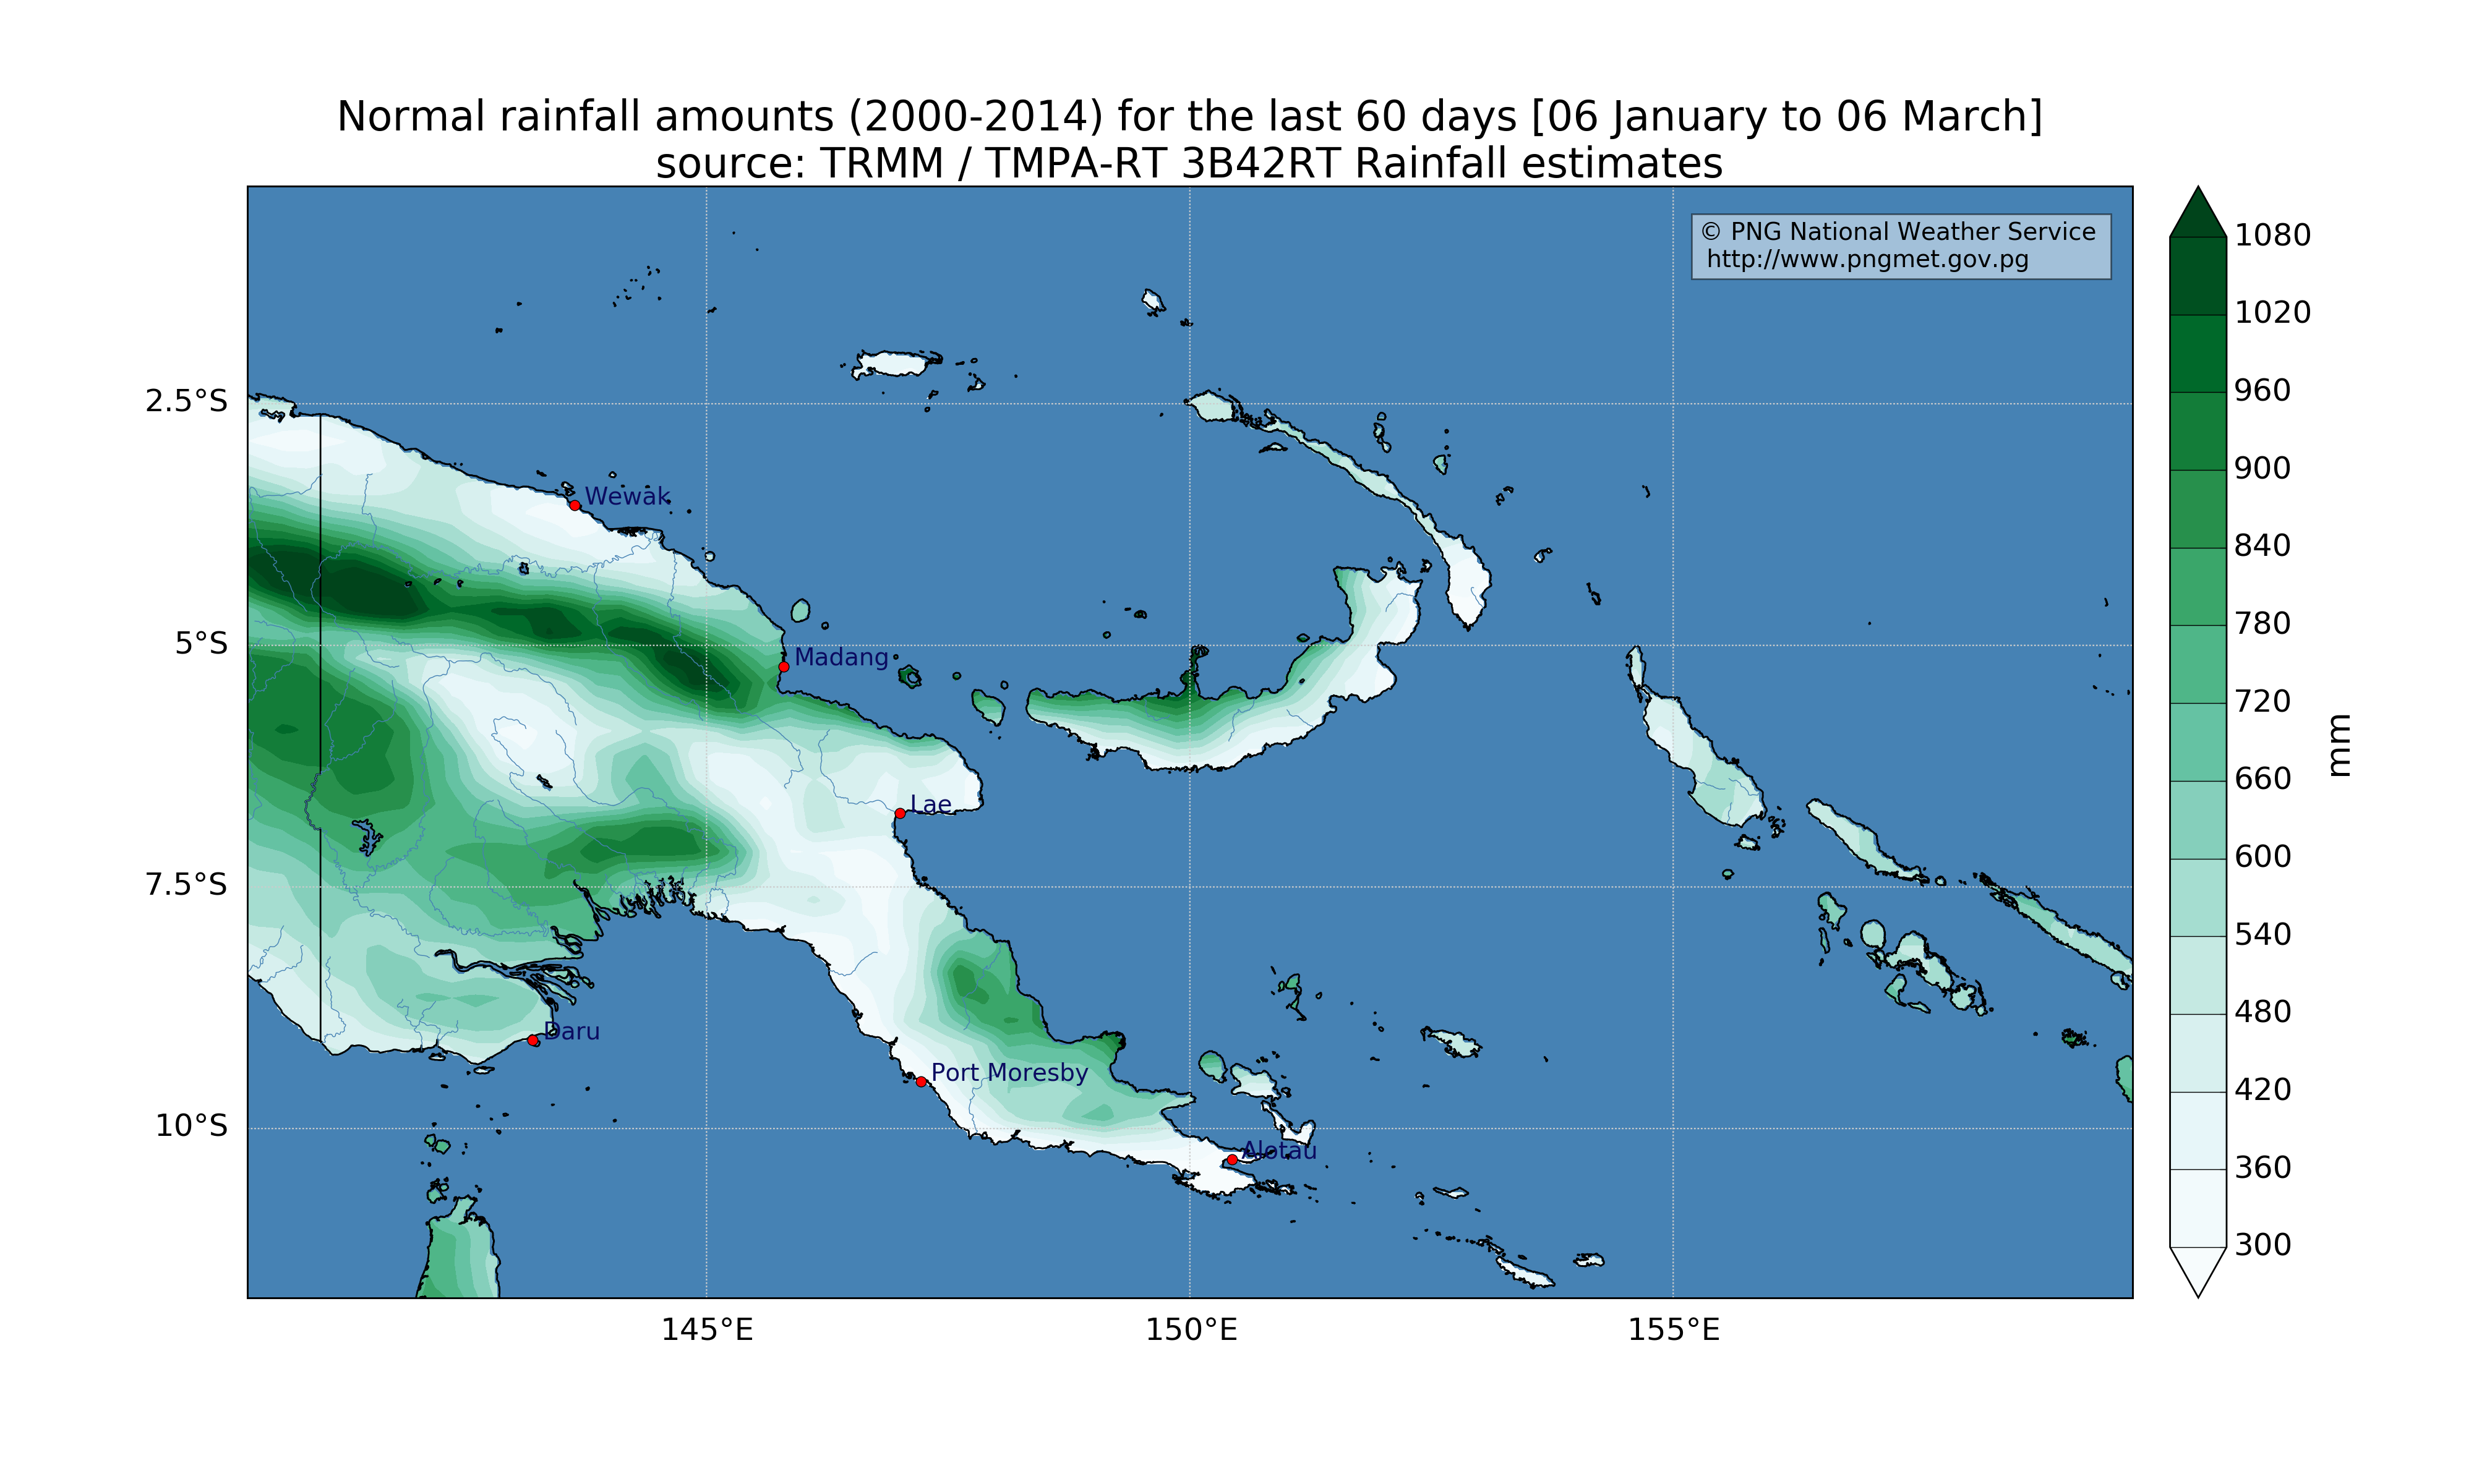 Normal rainfall amounts (2000-2014) for the last 60 days [06 January to 06 March]
source: TRMM / TMPA-RT 3B42RT Rainfall estimates
© PNG National Weather Service
http://www.pngmet.gov.pg
1080
1020
960
900
840
780
720
660
600
540
480
420
360
300
mm
2.5°S
5°S
7.5°S
10°S
Wewak
Madang
Lae
Daru
Port Moresby
Alotau
145°E
150°E
155°E